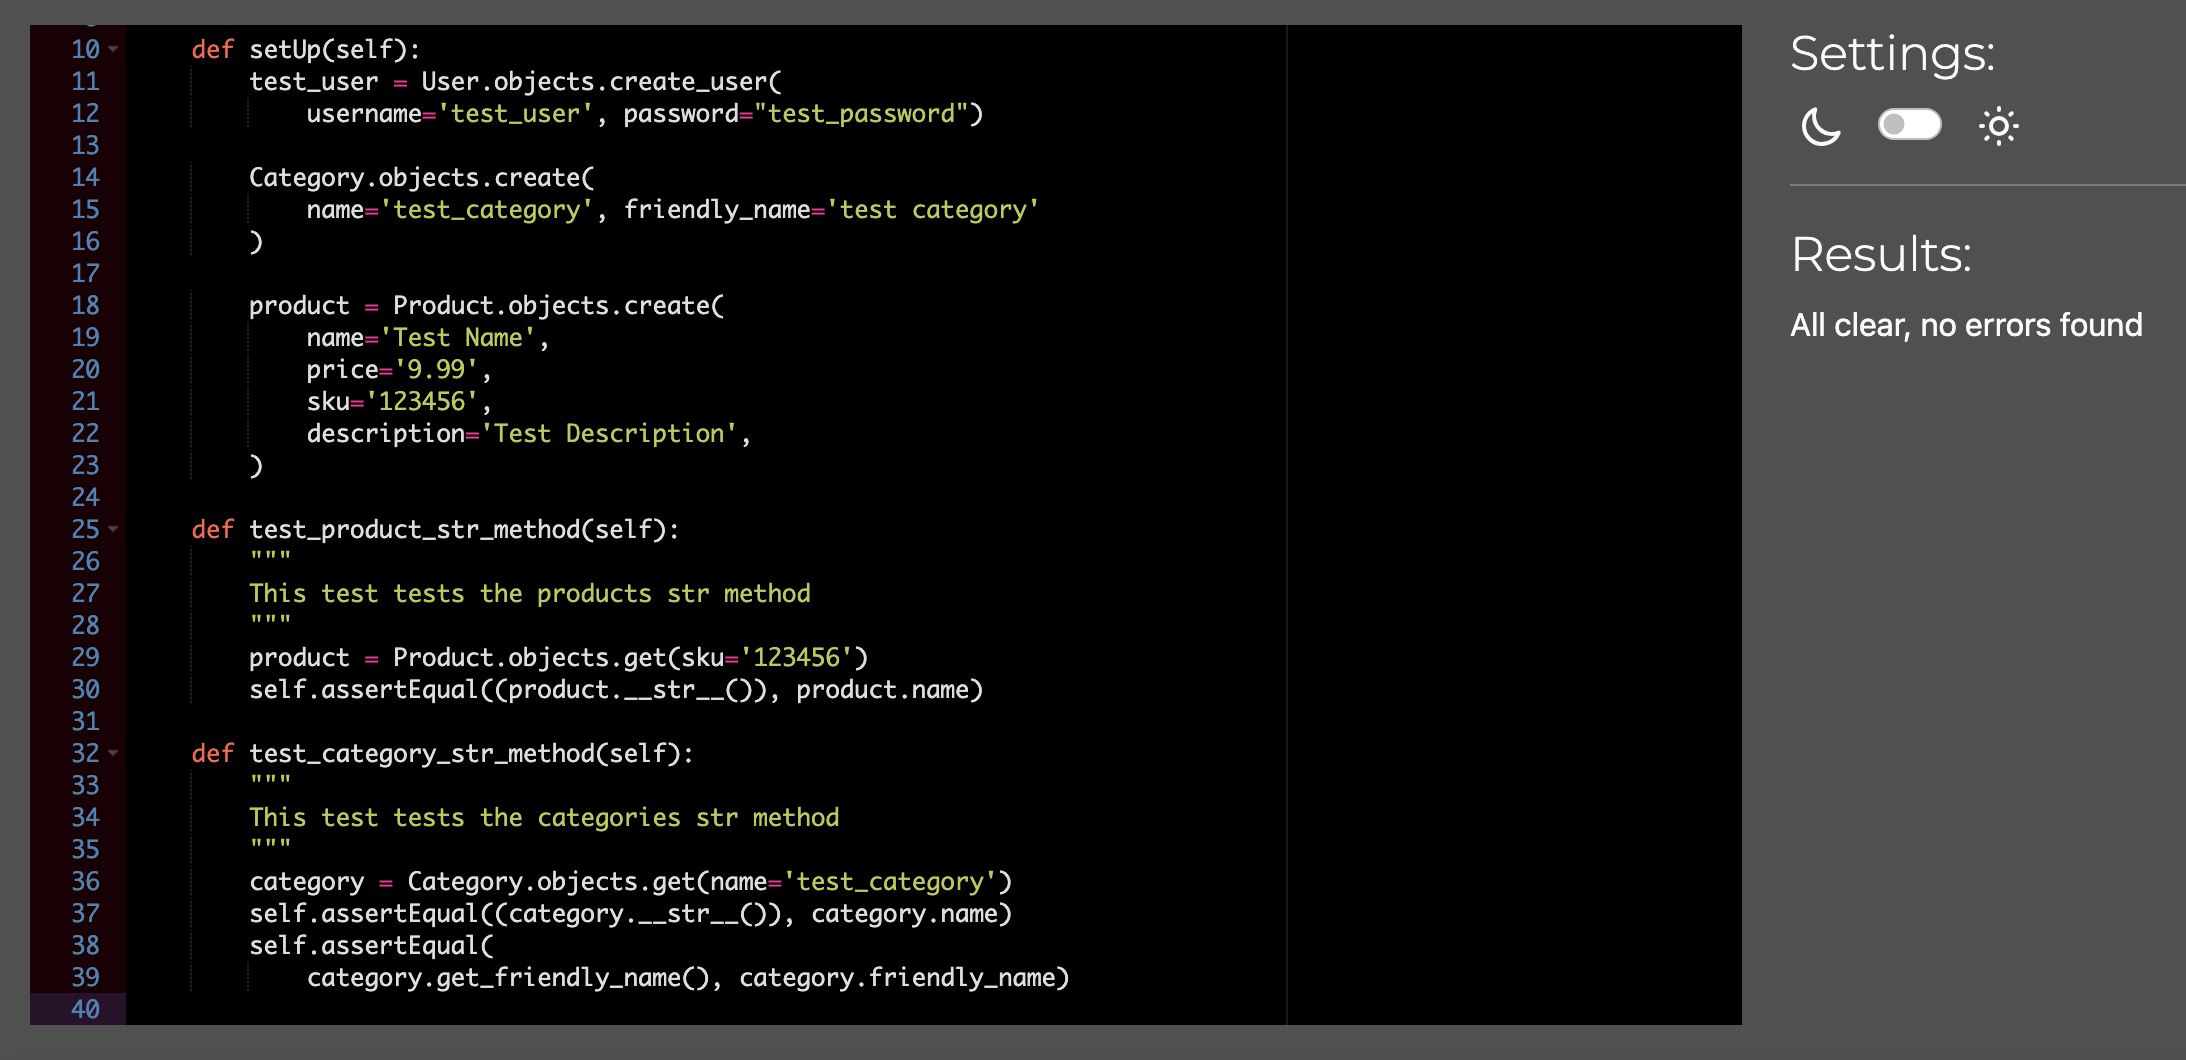 10 def setUp(self):
11 test_user = User.objects.create_user(
12 username='test_user', password="test_password")
13
14 Category.objects.create(
15 name='test_category', friendly_name='test category'
16 )
17
18 product = Product.objects.create(
19 name='Test Name',
20 price='9.99',
21 sku='123456',
22 description='Test Description',
23 )
24
25 def test_product_str_method(self):
26 """
27 This test tests the products str method
28 """
29 product = Product.objects.get(sku='123456')
30 self.assertEqual((product.__str__()), product.name)
31
32 def test_category_str_method(self):
33 """
34 This test tests the categories str method
35 """
36 category = Category.objects.get(name='test_category')
37 self.assertEqual((category.__str__()), category.name)
38 self.assertEqual(
39 category.get_friendly_name(), category.friendly_name)
40
Settings:
Results:
All clear, no errors found